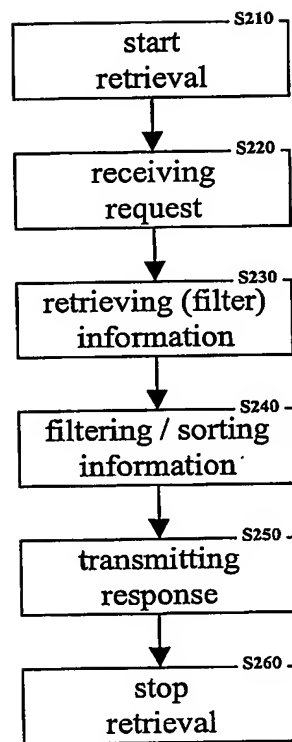 S210
start
retrieval
S220
receiving
request
S230
retrieving (filter)
information
S240
filtering / sorting
information
S250
transmitting
response
S260
stop
retrieval